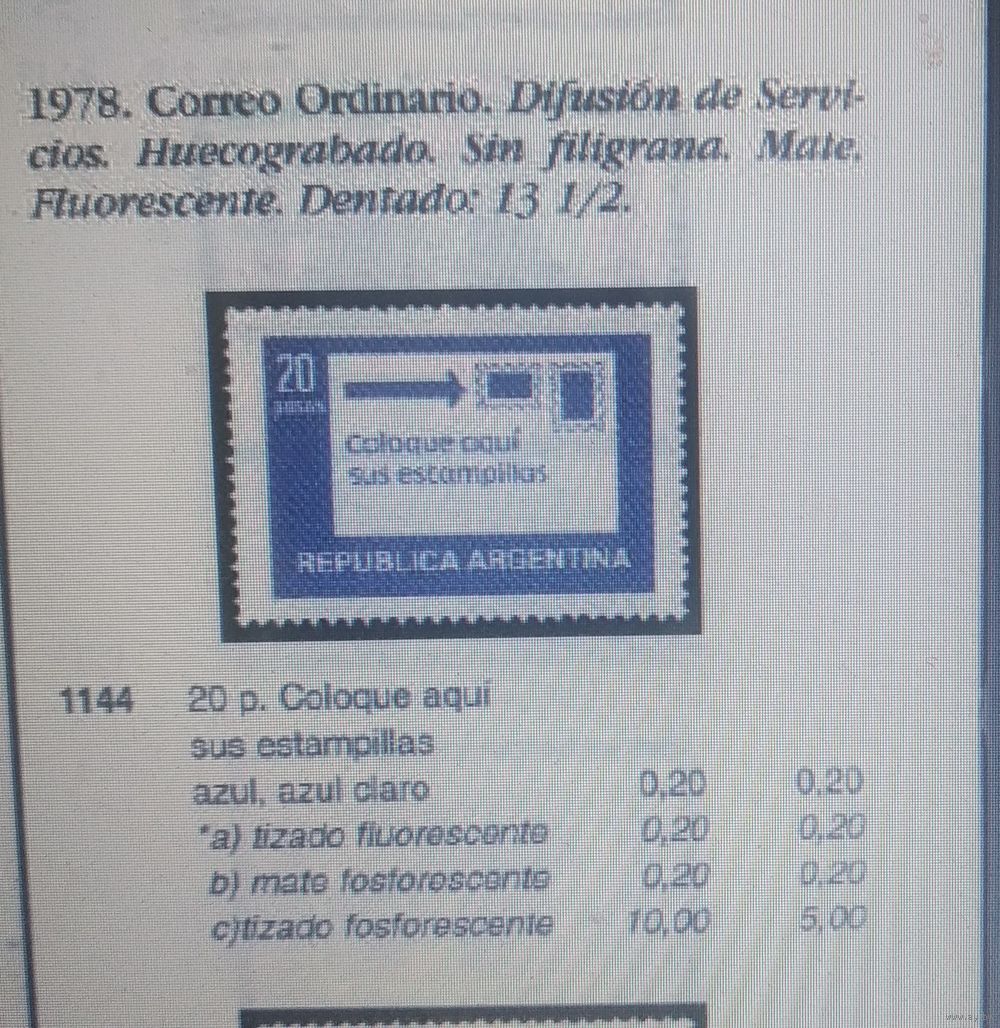 1978. Correo Ordinario. Difusión de Servi-
cios. Huecograbado. Sin filigrana. Mate.
Fluorescente. Dentado: 13 1/2.
20
PESOS
Coloque aquí
sus estampillas
REPUBLICA ARGENTINA
1144 20 p. Coloque aquí
sus estampillas
azul, azul claro 0,20 0,20
*a) tizado fluorescente 0,20 0,20
b) mate fosforescente 0,20 0,20
c)tizado fosforescente 10,00 5,00